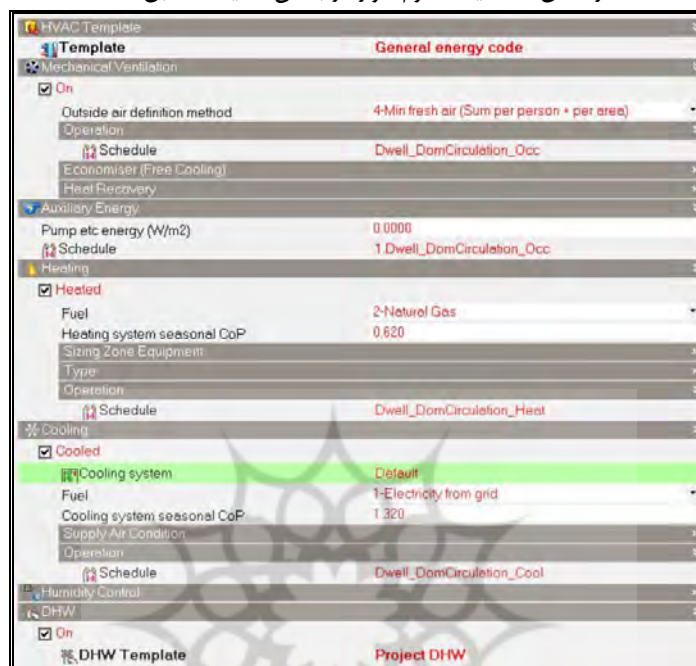 HVAC Template
Template General energy code
Mechanical Ventilation
On
Outside air definition method 4-Min fresh air (Sum per person + per area)
Operation
Schedule Dwell_DomCirculation_Occ
Economiser (Free Cooling)
Heat Recovery
Auxiliary Energy
Pump etc energy (W/m2) 0.0000
Schedule 1.Dwell_DomCirculation_Occ
Heating
Heated
Fuel 2-Natural Gas
Heating system seasonal CoP 0.620
Sizing Zone Equipment
Type
Operation
Schedule Dwell_DomCirculation_Heat
Cooling
Cooled
Cooling system Default
Fuel 1-Electricity from grid
Cooling system seasonal CoP 1.320
Supply Air Condition
Operation
Schedule Dwell_DomCirculation_Cool
Humidity Control
DHW
On
DHW Template Project DHW